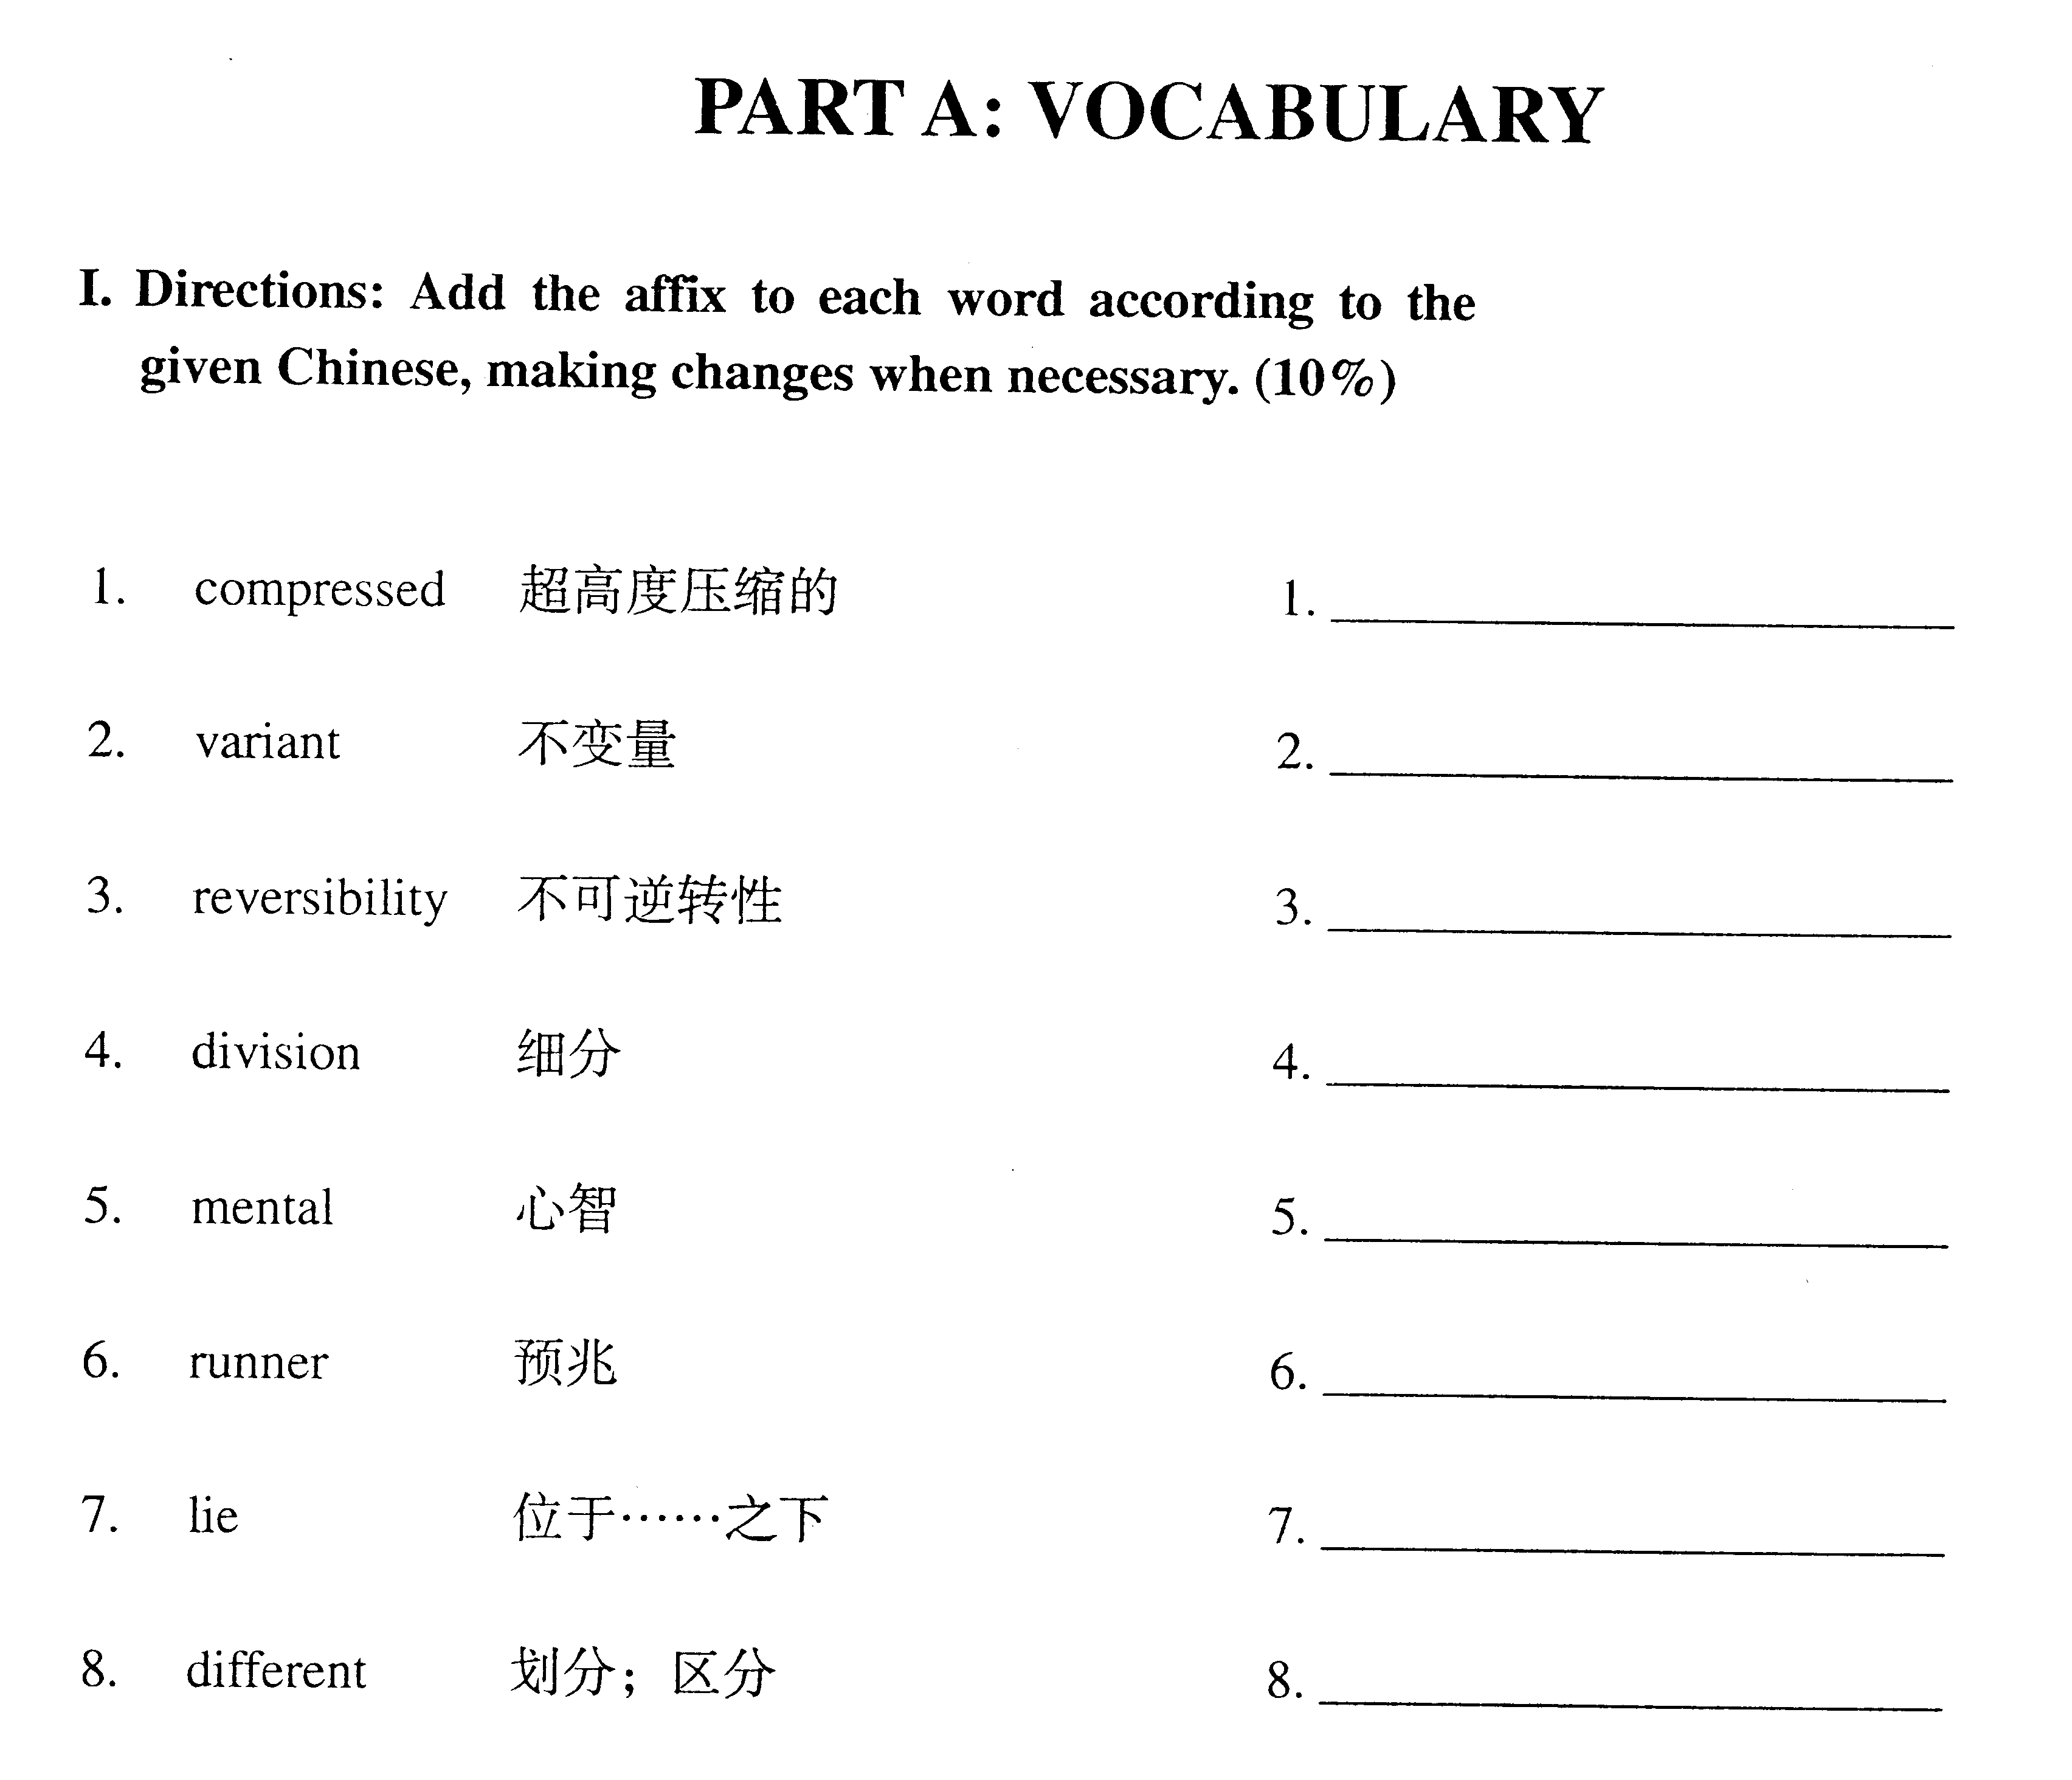 PART A: VOCABULARY
I. Directions: Add the affix to each word according to the
given Chinese, making changes when necessary. (10%)
1. compressed 超高度压缩的 1.
2. variant 不变量 2.
3. reversibility 不可逆转性 3.
4. division 细分 4.
5. mental 心智 5.
6. runner 预兆 6.
7. lie 位于……之下 7.
8. different 划分；区分 8.